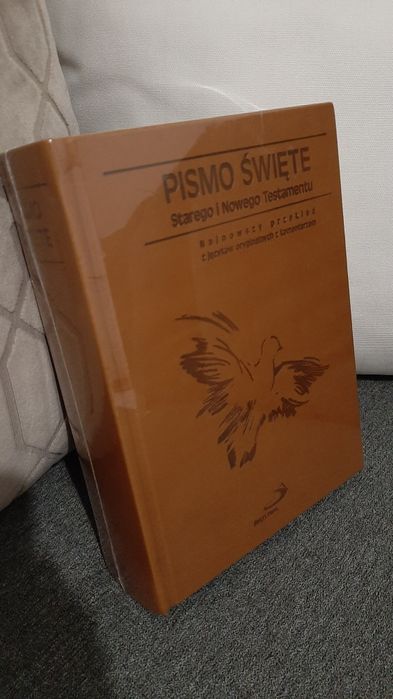 PISMO ŚWIĘTE
Starego i Nowego Testamentu
Najnowszy przekład
z języków oryginalnych z komentarzem